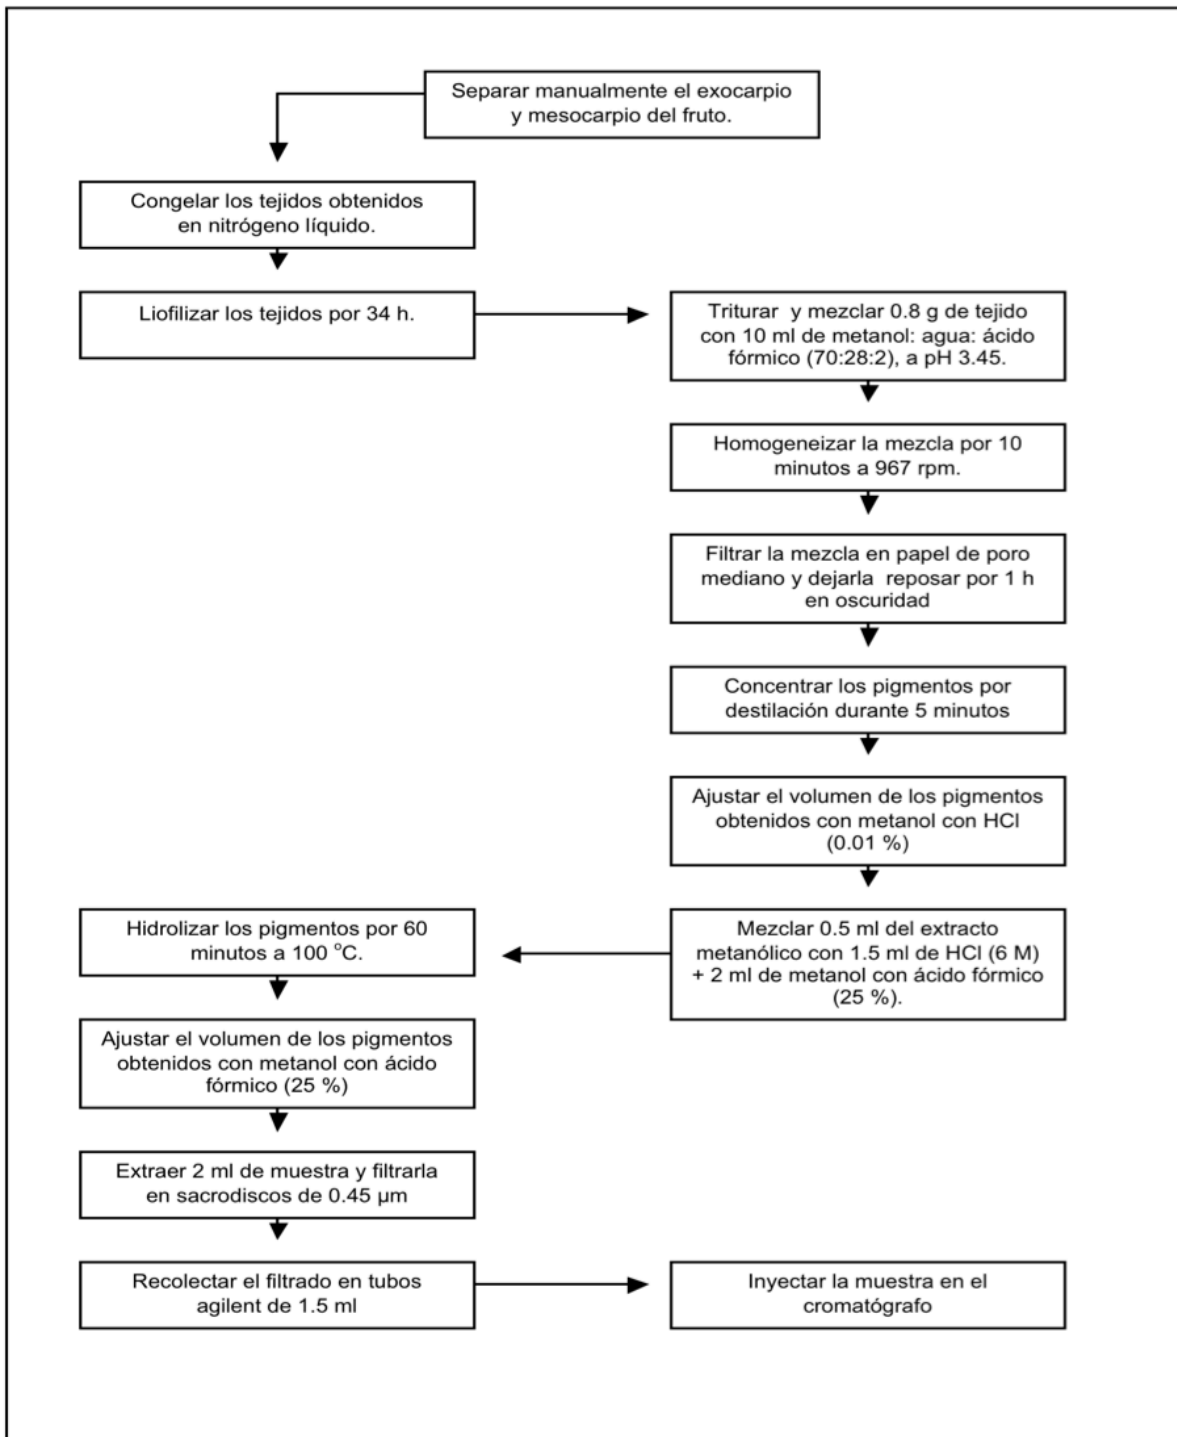 Separar manualmente el exocarpio
y mesocarpio del fruto.
Congelar los tejidos obtenidos
en nitrógeno líquido.
Liofilizar los tejidos por 34 h.
Triturar y mezclar 0.8 g de tejido
con 10 ml de metanol: agua: ácido
fórmico (70:28:2), a pH 3.45.
Homogeneizar la mezcla por 10
minutos a 967 rpm.
Filtrar la mezcla en papel de poro
mediano y dejarla reposar por 1 h
en oscuridad
Concentrar los pigmentos por
destilación durante 5 minutos
Ajustar el volumen de los pigmentos
obtenidos con metanol con HCl
(0.01 %)
Mezclar 0.5 ml del extracto
metanólico con 1.5 ml de HCl (6 M)
+ 2 ml de metanol con ácido fórmico
(25 %).
Hidrolizar los pigmentos por 60
minutos a 100 °C.
Ajustar el volumen de los pigmentos
obtenidos con metanol con ácido
fórmico (25 %)
Extraer 2 ml de muestra y filtrarla
en sacrodiscos de 0.45 µm
Recolectar el filtrado en tubos
agilent de 1.5 ml
Inyectar la muestra en el
cromatógrafo